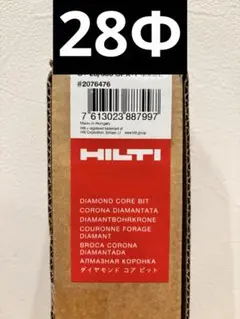 28Φ
#2076476
7 613023 887997
Made in Hungary
HILTI
DIAMOND CORE BIT
CORONA DIAMANTATA
DIAMANTBOHRKRONE
COURONNE FORAGE
DIAMANT
BROCA CORONA
DIAMANTADA
АЛМАЗНАЯ КОРОНКА
ダイヤモンド コア ビット